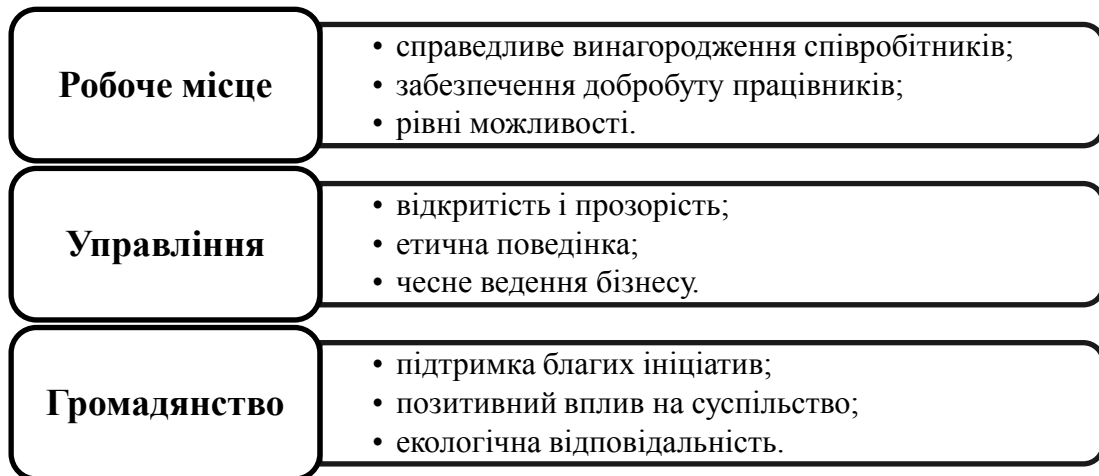 Робоче місце
• справедливе винагородження співробітників;
• забезпечення добробуту працівників;
• рівні можливості.
Управління
• відкритість і прозорість;
• етична поведінка;
• чесне ведення бізнесу.
Громадянство
• підтримка благих ініціатив;
• позитивний вплив на суспільство;
• екологічна відповідальність.